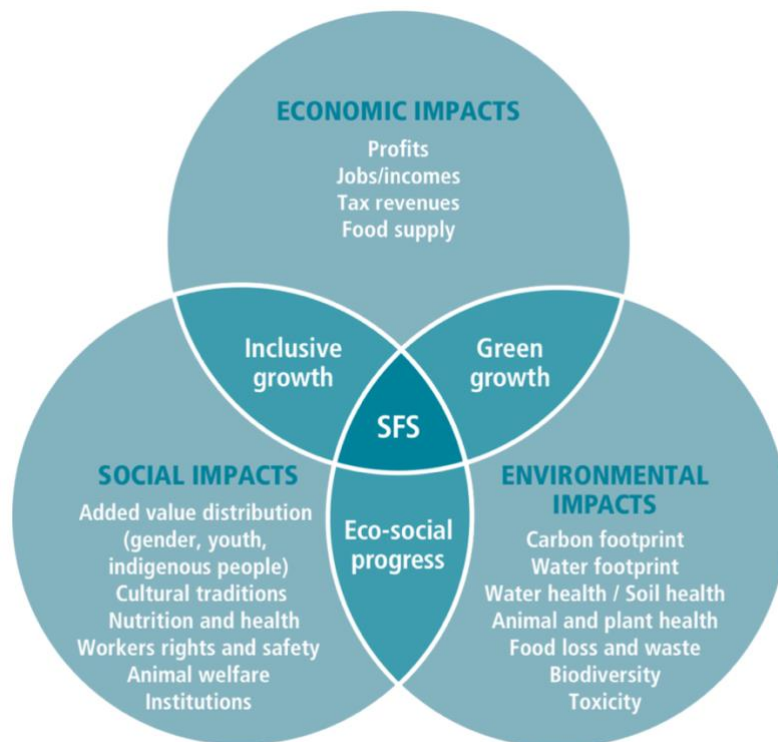 ECONOMIC IMPACTS
Profits
Jobs/incomes
Tax revenues
Food supply
Inclusive
growth
Green
growth
SFS
SOCIAL IMPACTS
Added value distribution
(gender, youth,
indigenous people)
Cultural traditions
Nutrition and health
Workers rights and safety
Animal welfare
Institutions
Eco-social
progress
ENVIRONMENTAL
IMPACTS
Carbon footprint
Water footprint
Water health / Soil health
Animal and plant health
Food loss and waste
Biodiversity
Toxicity